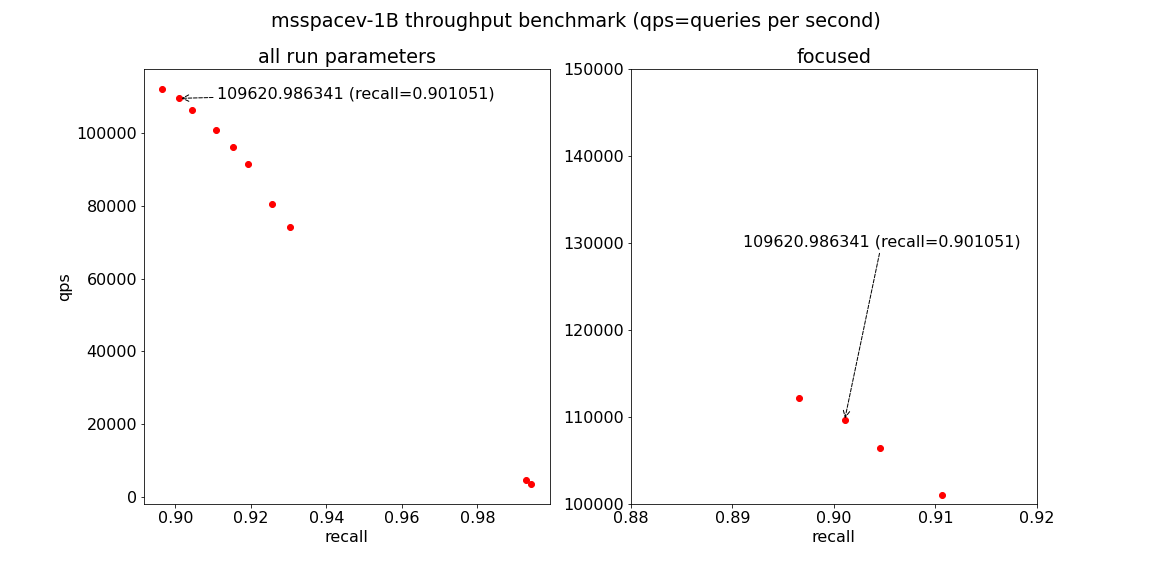 msspacev-1B throughput benchmark (qps=queries per second)
all run parameters
109620.986341 (recall=0.901051)
100000
80000
60000
40000
20000
0
qps
0.90 0.92 0.94 0.96 0.98
recall
focused
150000
140000
130000
109620.986341 (recall=0.901051)
120000
110000
100000
0.88 0.89 0.90 0.91 0.92
recall